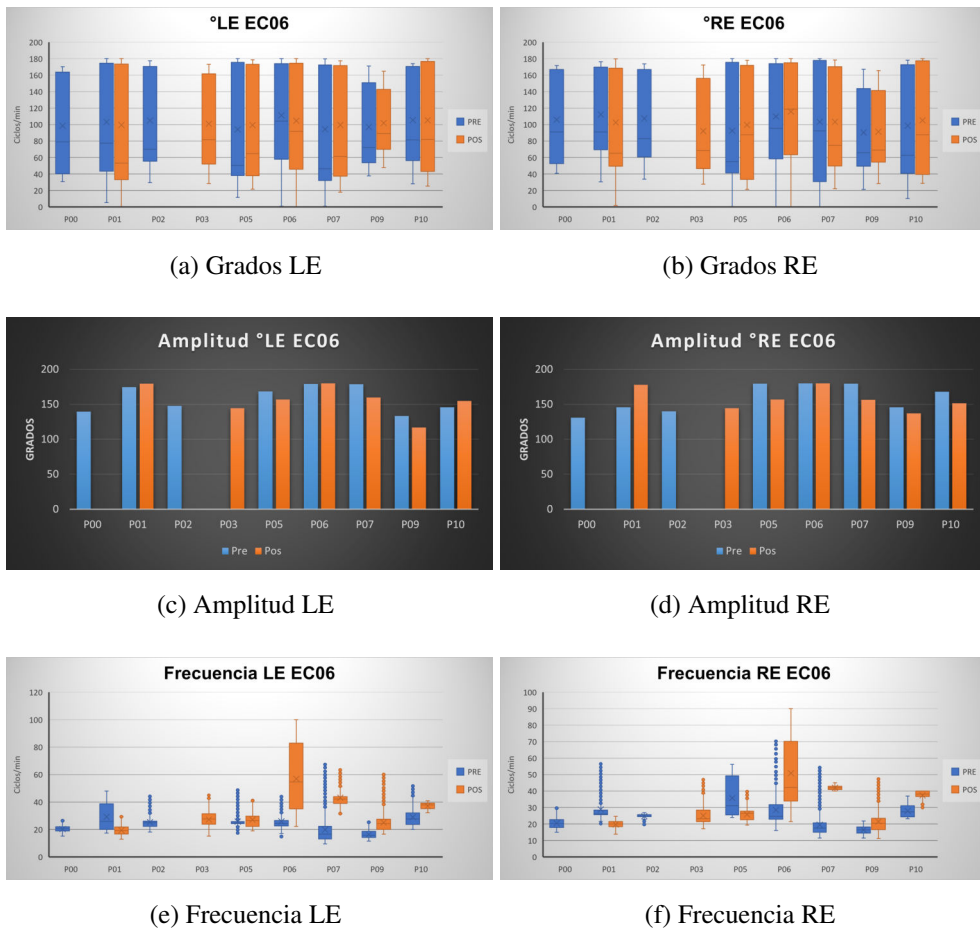 °LE EC06
Ciclos/min
200
180
160
140
120
100
80
60
40
20
0
P00 P01 P02 P03 P05 P06 P07 P09 P10
PRE
POS
(a) Grados LE
°RE EC06
Ciclos/min
200
180
160
140
120
100
80
60
40
20
0
P00 P01 P02 P03 P05 P06 P07 P09 P10
PRE
POS
(b) Grados RE
Amplitud °LE EC06
GRADOS
200
150
100
50
0
P00 P01 P02 P03 P05 P06 P07 P09 P10
Pre Pos
(c) Amplitud LE
Amplitud °RE EC06
GRADOS
200
150
100
50
0
P00 P01 P02 P03 P05 P06 P07 P09 P10
Pre Pos
(d) Amplitud RE
Frecuencia LE EC06
Ciclos/min
120
100
80
60
40
20
0
P00 P01 P02 P03 P05 P06 P07 P09 P10
PRE
POS
(e) Frecuencia LE
Frecuencia RE EC06
Ciclos/min
100
90
80
70
60
50
40
30
20
10
0
P00 P01 P02 P03 P05 P06 P07 P09 P10
PRE
POS
(f) Frecuencia RE